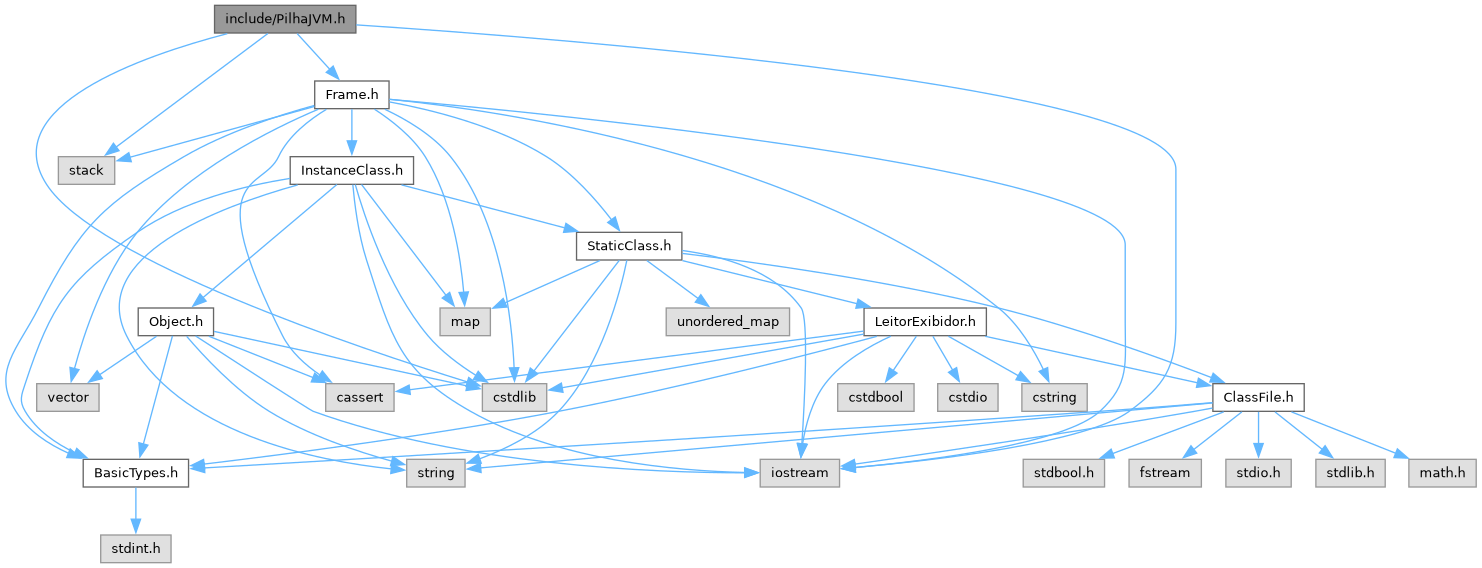 include/PilhaJVM.h
Frame.h
stack
InstanceClass.h
StaticClass.h
Object.h
map
unordered_map
LeitorExibidor.h
vector
cassert
cstdlib
cstdbool
cstdio
cstring
ClassFile.h
BasicTypes.h
string
iostream
stdbool.h
fstream
stdio.h
stdlib.h
math.h
stdint.h